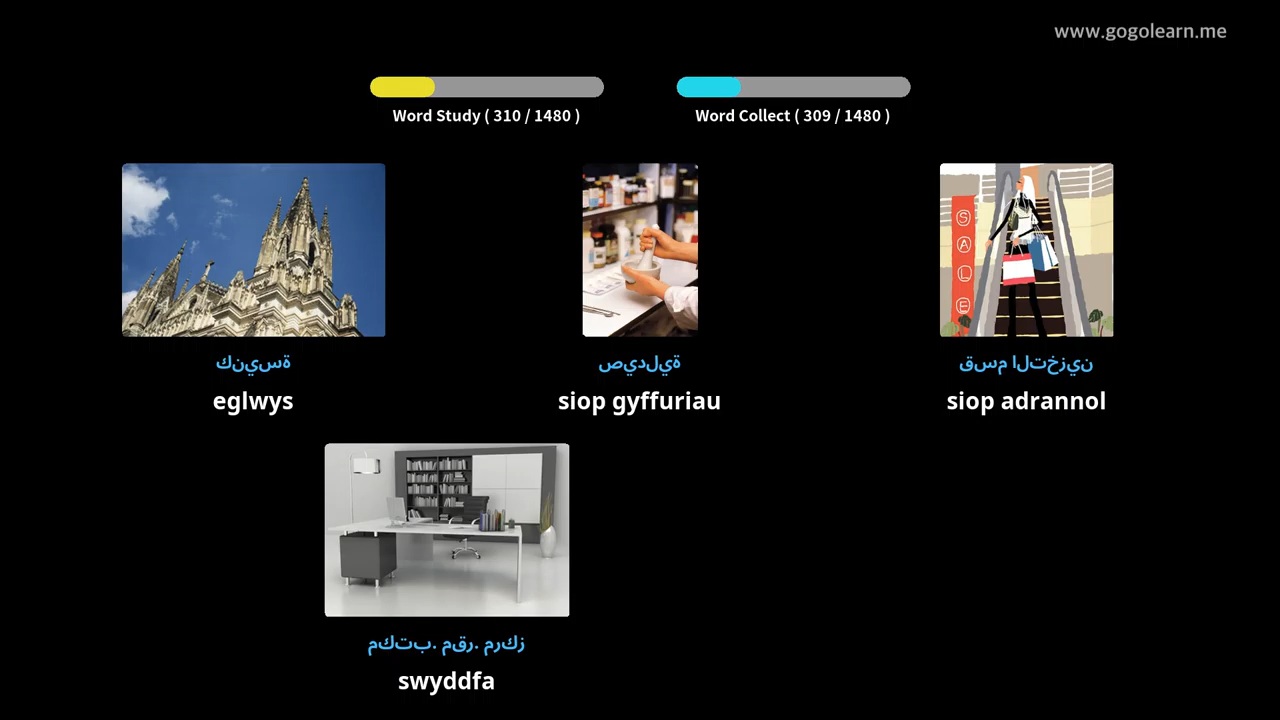 www.gogolearn.me
Word Study ( 310 / 1480 )
Word Collect ( 309 / 1480 )
SALE
كنيسة
صيدلية
قسم التخزين
eglwys
siop gyffuriau
siop adrannol
مكتب. مقر. مركز
swyddfa